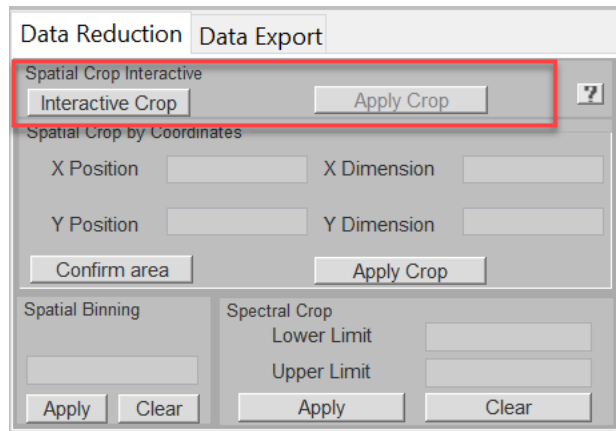 Data Reduction Data Export
Spatial Crop Interactive
Interactive Crop Apply Crop ?
Spatial Crop by Coordinates
X Position X Dimension
Y Position Y Dimension
Confirm area Apply Crop
Spatial Binning Spectral Crop
Lower Limit
Upper Limit
Apply Clear Apply Clear